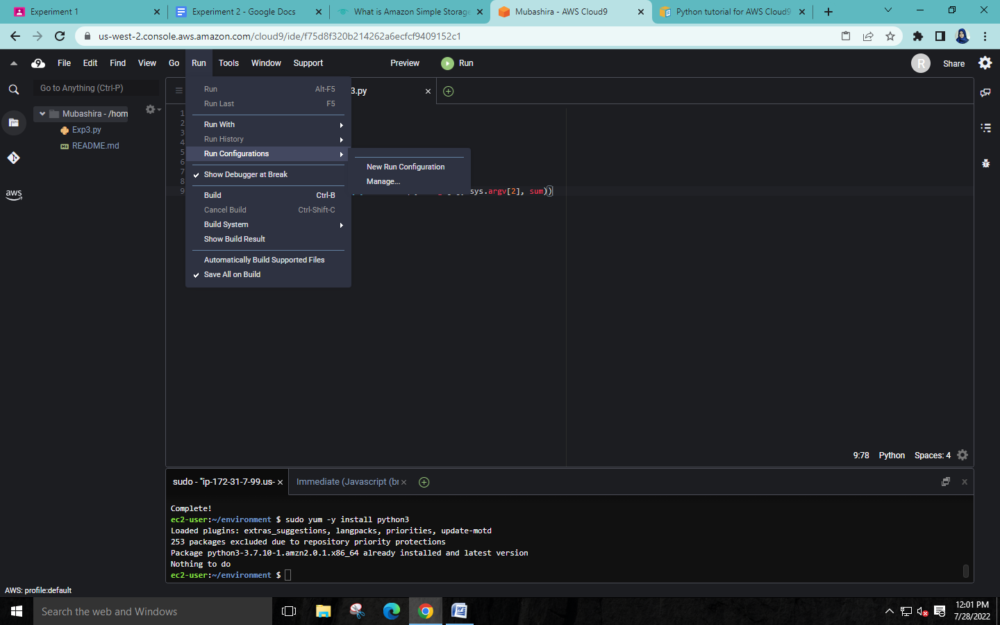 Experiment 1
Experiment 2 - Google Docs
What is Amazon Simple Storage
Mubashira - AWS Cloud9
Python tutorial for AWS Cloud9
us-west-2.console.aws.amazon.com/cloud9/ide/f75d8f320b214262a6ecfcf9409152c1
9 File Edit Find View Go Run Tools Window Support Preview Run R Share
Go to Anything (Ctrl-P)
Mubashira - /hom
Exp3.py
README.md
aws
3.py
1
2
3
4
5
6
7
8
9
sys.argv[2], sum))
Run Alt-F5
Run Last F5
Run With
Run History
Run Configurations
Show Debugger at Break
Build Ctrl-B
Cancel Build Ctrl-Shift-C
Build System
Show Build Result
Automatically Build Supported Files
Save All on Build
New Run Configuration
Manage...
9:78 Python Spaces: 4
sudo - "ip-172-31-7-99.us-
Immediate (Javascript (br
Complete!
ec2-user:~/environment $ sudo yum -y install python3
Loaded plugins: extras_suggestions, langpacks, priorities, update-motd
253 packages excluded due to repository priority protections
Package python3-3.7.10-1.amzn2.0.1.x86_64 already installed and latest version
Nothing to do
ec2-user:~/environment $
AWS: profile:default
Search the web and Windows
12:01 PM
7/28/2022